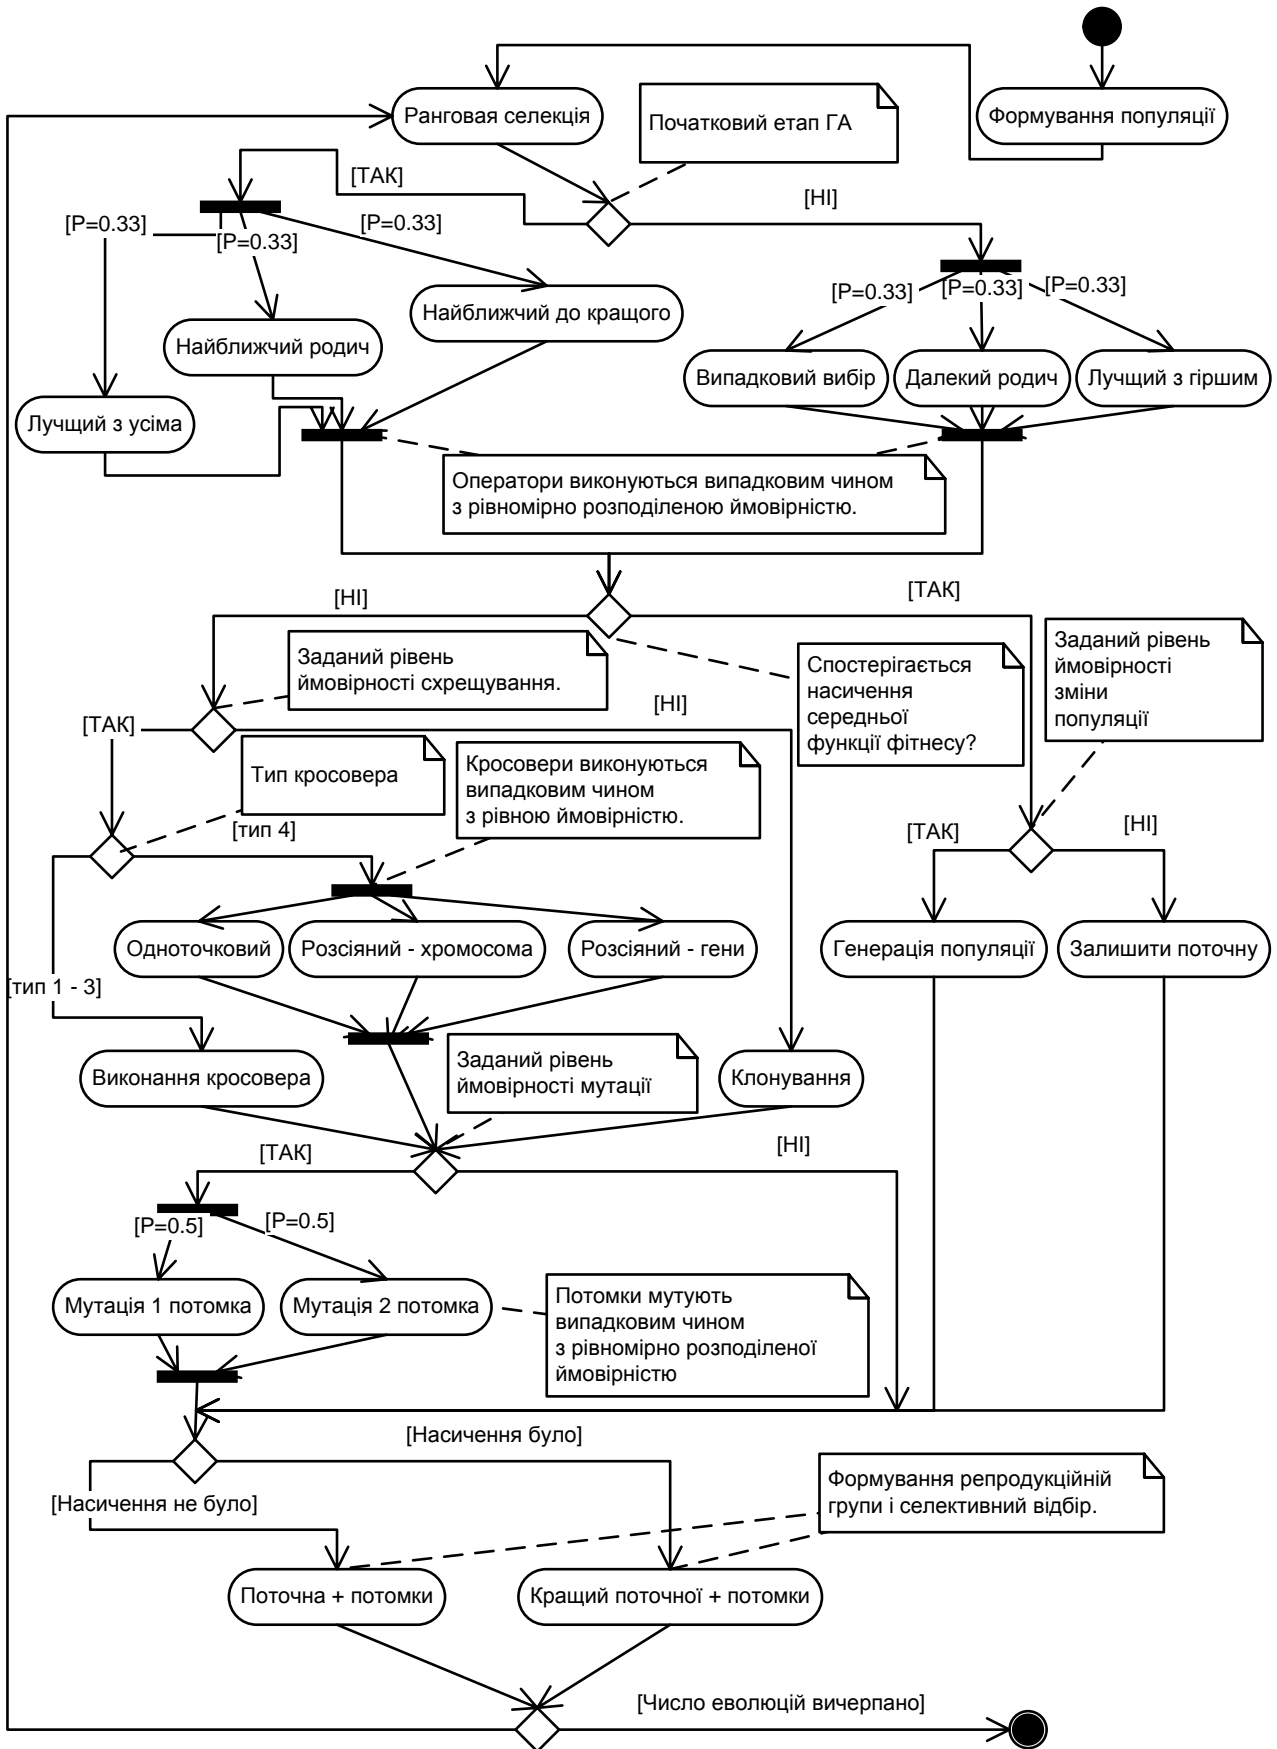 Формування популяції
Ранговая селекція
Початковий етап ГА
[ТАК]
[НІ]
[P=0.33]
[P=0.33]
[P=0.33]
[P=0.33]
[P=0.33]
[P=0.33]
Найближчий до кращого
Найближчий родич
Лучщий з усіма
Випадковий вибір
Далекий родич
Лучщий з гіршим
Оператори виконуються випадковим чином
з рівномірно розподіленою ймовірністю.
[НІ]
[ТАК]
Заданий рівень
ймовірності схрещування.
Спостерігається
насичення
середньої
функції фітнесу?
Заданий рівень
ймовірності
зміни
популяції
[ТАК]
[НІ]
Тип кросовера
Кросовери виконуються
випадковим чином
з рівною ймовірністю.
[тип 4]
[ТАК]
[НІ]
Одноточковий
Розсіяний - хромосома
Розсіяний - гени
Генерація популяції
Залишити поточну
[тип 1 - 3]
Виконання кросовера
Заданий рівень
ймовірності мутації
Клонування
[ТАК]
[НІ]
[P=0.5]
[P=0.5]
Мутація 1 потомка
Мутація 2 потомка
Потомки мутують
випадковим чином
з рівномірно розподіленої
ймовірністю
[Насичення було]
[Насичення не було]
Формування репродукційній
групи і селективний відбір.
Поточна + потомки
Кращий поточної + потомки
[Число еволюцій вичерпано]